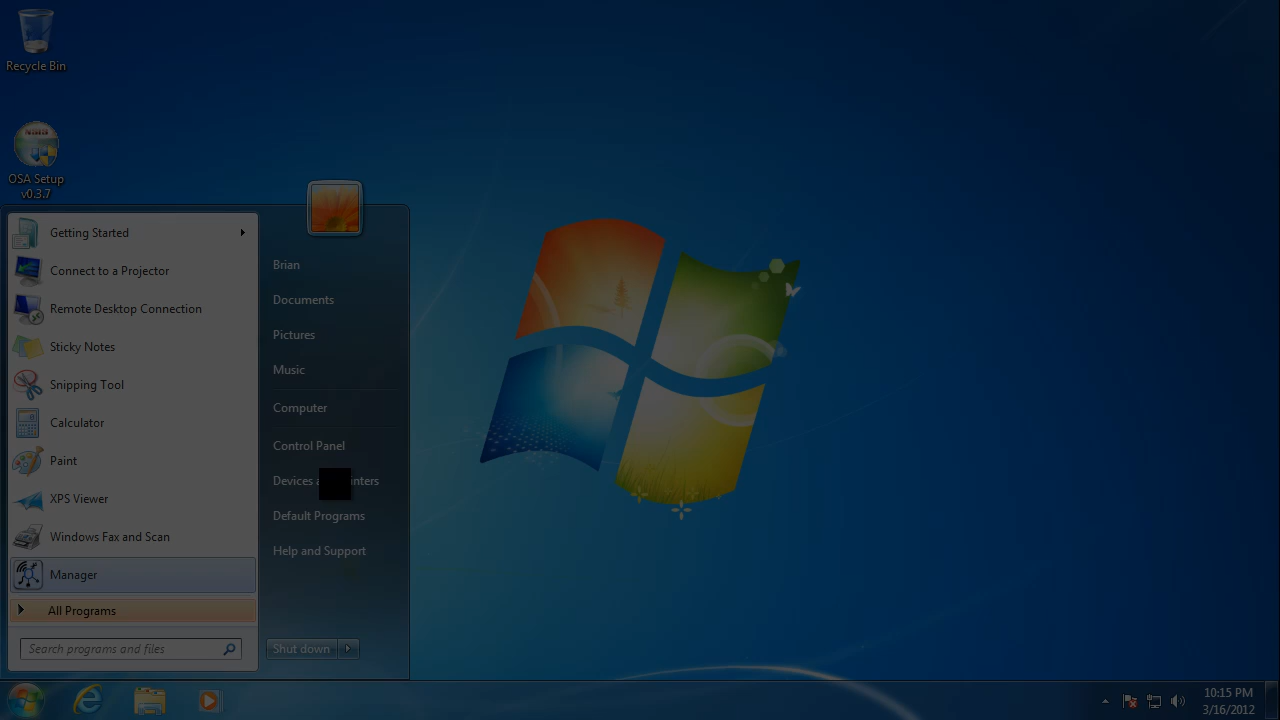 Recycle Bin
OSA Setup
v0.3.7
Getting Started
Connect to a Projector
Remote Desktop Connection
Sticky Notes
Snipping Tool
Calculator
Paint
XPS Viewer
Windows Fax and Scan
Manager
All Programs
Search programs and files
Brian
Documents
Pictures
Music
Computer
Control Panel
Devices
Default Programs
Help and Support
Shut down
10:15 PM
3/16/2012